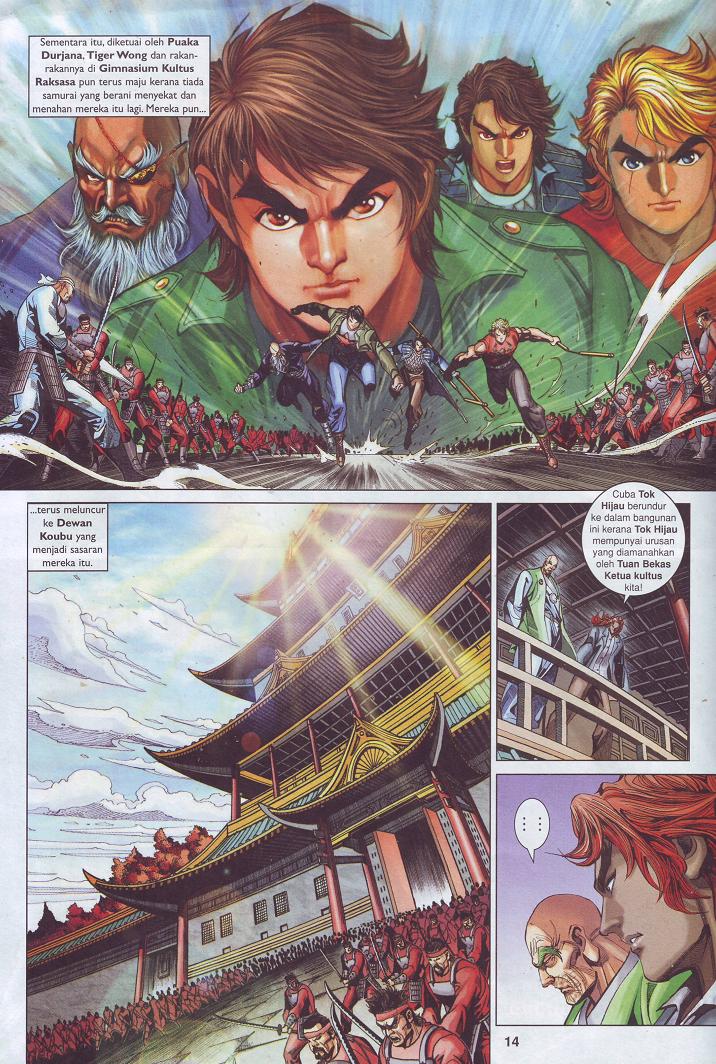 Sementara itu, diketuai oleh Puaka
Durjana, Tiger Wong dan rakan-
rakannya di Gimnasium Kultus
Raksasa pun terus maju kerana tiada
samurai yang berani menyekat dan
menahan mereka itu lagi. Mereka pun...
...terus meluncur
ke Dewan
Koubu yang
menjadi sasaran
mereka itu.
Cuba Tok
Hijau berundur
ke dalam bangunan
ini kerana Tok Hijau
mempunyai urusan
yang diamanahkan
oleh Tuan Bekas
Ketua kultus
kita!
14